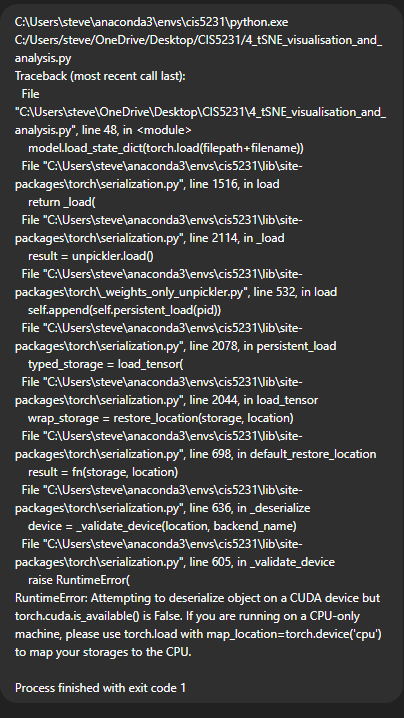 C:\Users\steve\anaconda3\envs\cis5231\python.exe
C:/Users/steve/OneDrive/Desktop/CIS5231/4_tSNE_visualisation_and_
analysis.py
Traceback (most recent call last):
  File
"C:\Users\steve\OneDrive\Desktop\CIS5231\4_tSNE_visualisation_and_
analysis.py", line 48, in <module>
    model.load_state_dict(torch.load(filepath+filename))
  File "C:\Users\steve\anaconda3\envs\cis5231\lib\site-
packages\torch\serialization.py", line 1516, in load
    return _load(
  File "C:\Users\steve\anaconda3\envs\cis5231\lib\site-
packages\torch\serialization.py", line 2114, in _load
    result = unpickler.load()
  File "C:\Users\steve\anaconda3\envs\cis5231\lib\site-
packages\torch\_weights_only_unpickler.py", line 532, in load
    self.append(self.persistent_load(pid))
  File "C:\Users\steve\anaconda3\envs\cis5231\lib\site-
packages\torch\serialization.py", line 2078, in persistent_load
    typed_storage = load_tensor(
  File "C:\Users\steve\anaconda3\envs\cis5231\lib\site-
packages\torch\serialization.py", line 2044, in load_tensor
    wrap_storage = restore_location(storage, location)
  File "C:\Users\steve\anaconda3\envs\cis5231\lib\site-
packages\torch\serialization.py", line 698, in default_restore_location
    result = fn(storage, location)
  File "C:\Users\steve\anaconda3\envs\cis5231\lib\site-
packages\torch\serialization.py", line 636, in _deserialize
    device = _validate_device(location, backend_name)
  File "C:\Users\steve\anaconda3\envs\cis5231\lib\site-
packages\torch\serialization.py", line 605, in _validate_device
    raise RuntimeError(
RuntimeError: Attempting to deserialize object on a CUDA device but
torch.cuda.is_available() is False. If you are running on a CPU-only
machine, please use torch.load with map_location=torch.device('cpu')
to map your storages to the CPU.

Process finished with exit code 1